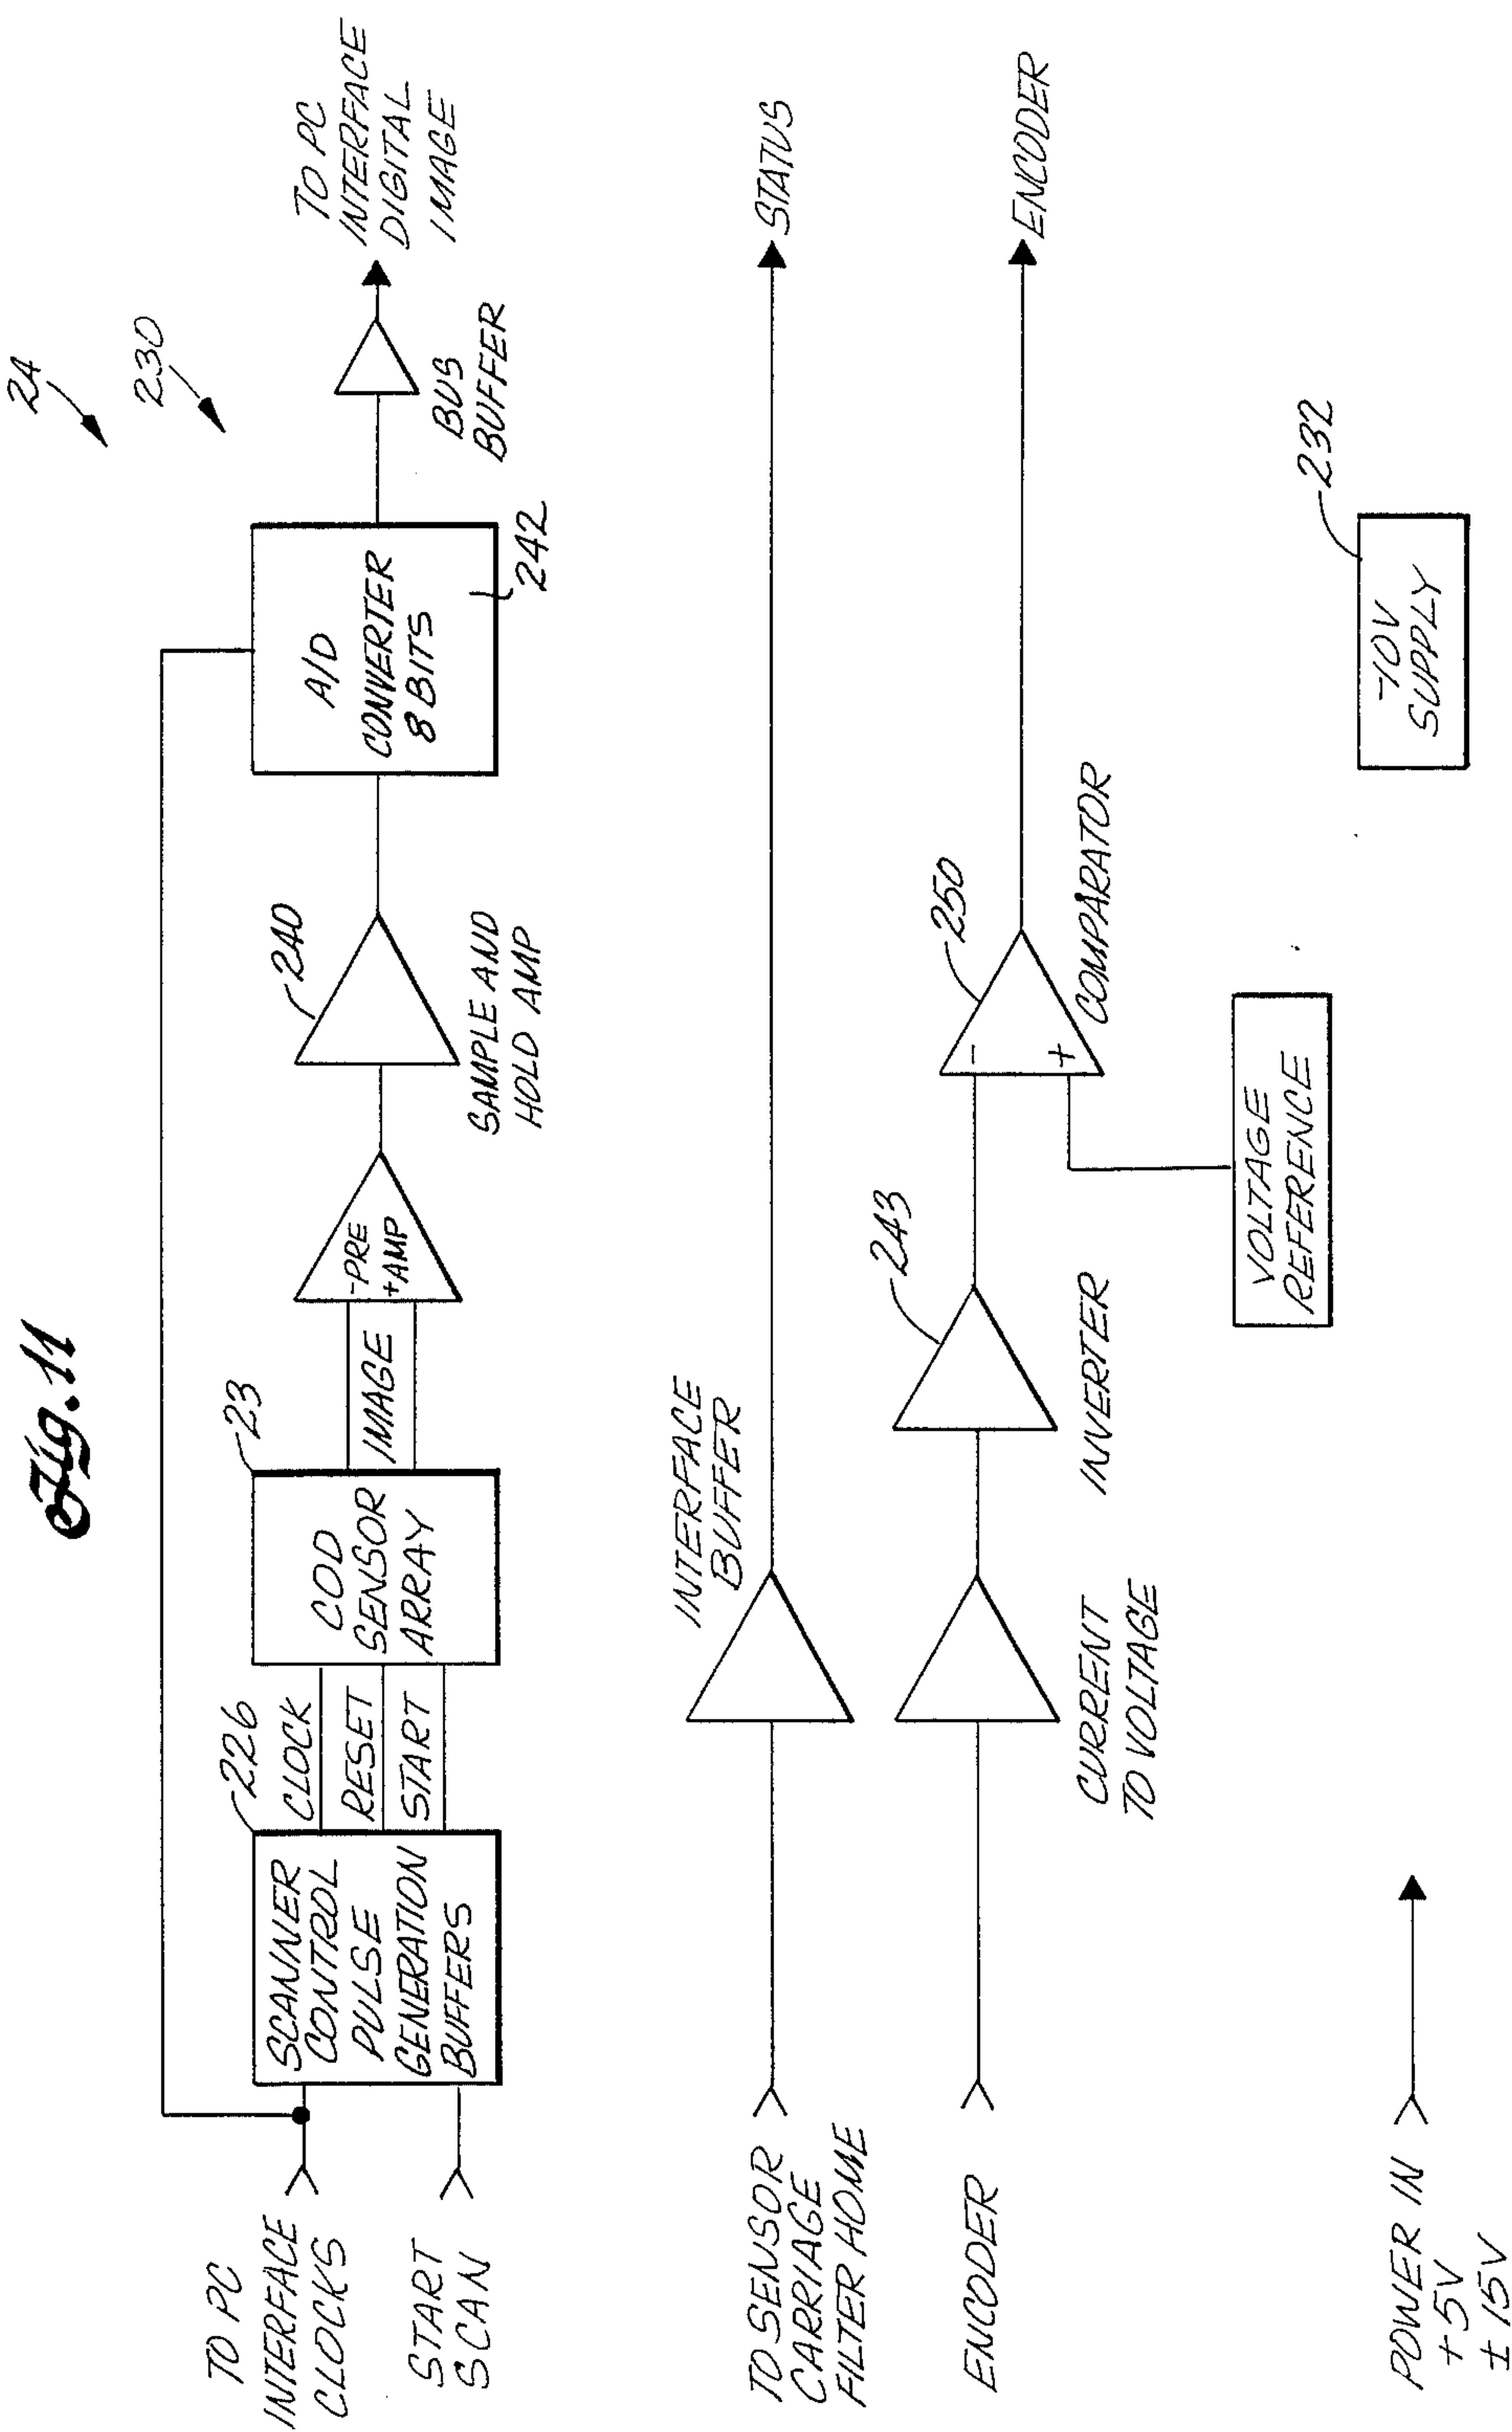 Fig. 11
24
230
TO PC
INTERFACE
CLOCKS
START
SCAN
226
SCANNER
CONTROL
PULSE
GENERATION
BUFFERS
CLOCK
RESET
START
23
COD
SENSOR
ARRAY
IMAGE
-PRE
+AMP
240
SAMPLE AND
HOLD AMP
A/D
CONVERTER
8 BITS
242
BUS
BUFFER
TO PC
INTERFACE
DIGITAL
IMAGE
TO SENSOR
CARRIAGE
FILTER HOME
INTERFACE
BUFFER
STATUS
ENCODER
CURRENT
TO VOLTAGE
243
INVERTER
250
-
+
COMPARATOR
ENCODER
VOLTAGE
REFERENCE
232
-10V
SUPPLY
POWER IN
+5V
±15V